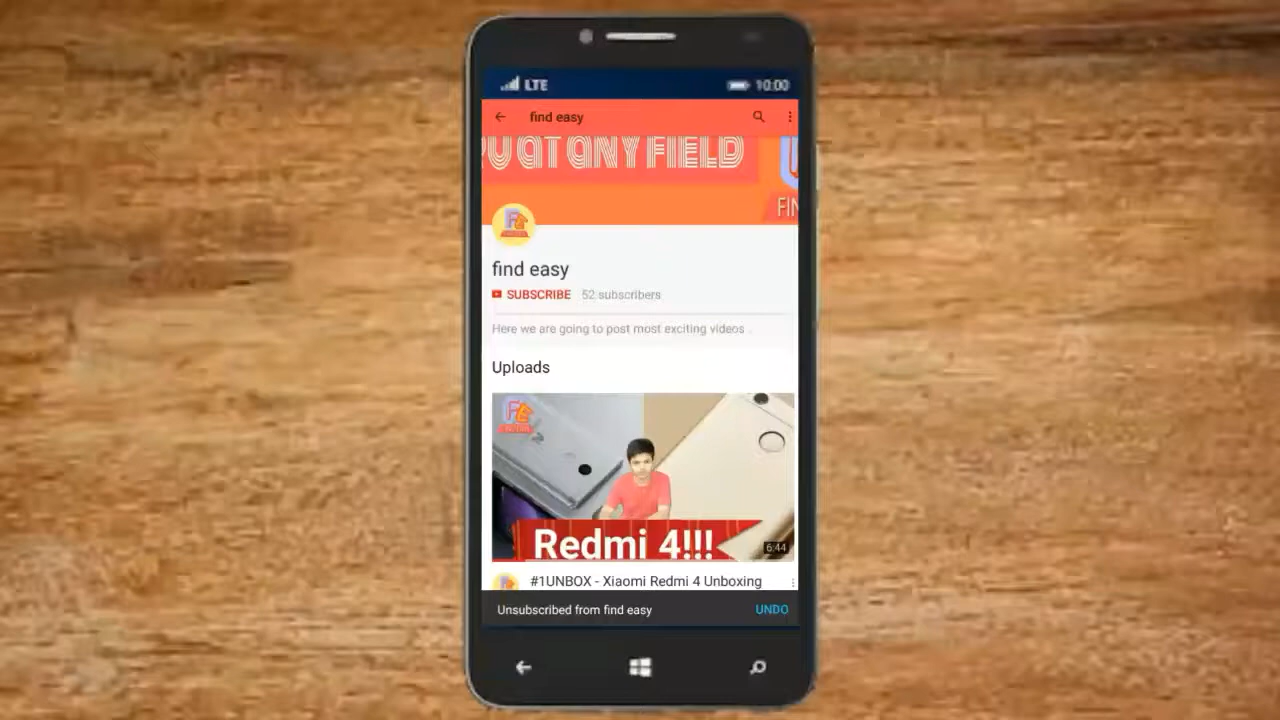 LTE
10:00
find easy
U AT ANY FIELD
FIN
find easy
SUBSCRIBE 52 subscribers
Here we are going to post most exciting videos .
Uploads
Redmi 4!!!
6:44
#1UNBOX - Xiaomi Redmi 4 Unboxing
Unsubscribed from find easy UNDO